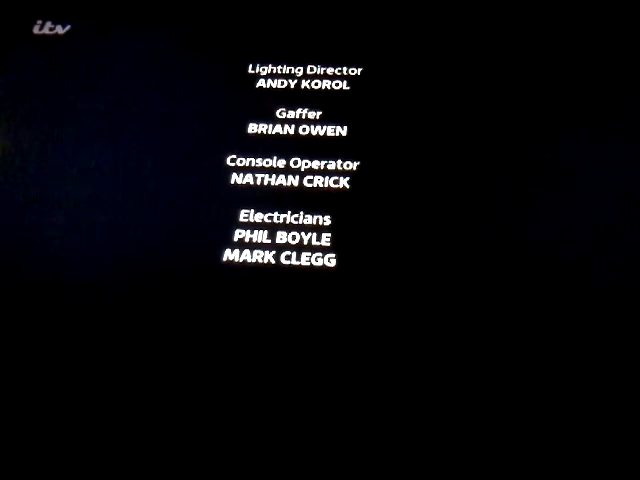 itv
Lighting Director
ANDY KOROL
Gaffer
BRIAN OWEN
Console Operator
NATHAN CRICK
Electricians
PHIL BOYLE
MARK CLEGG